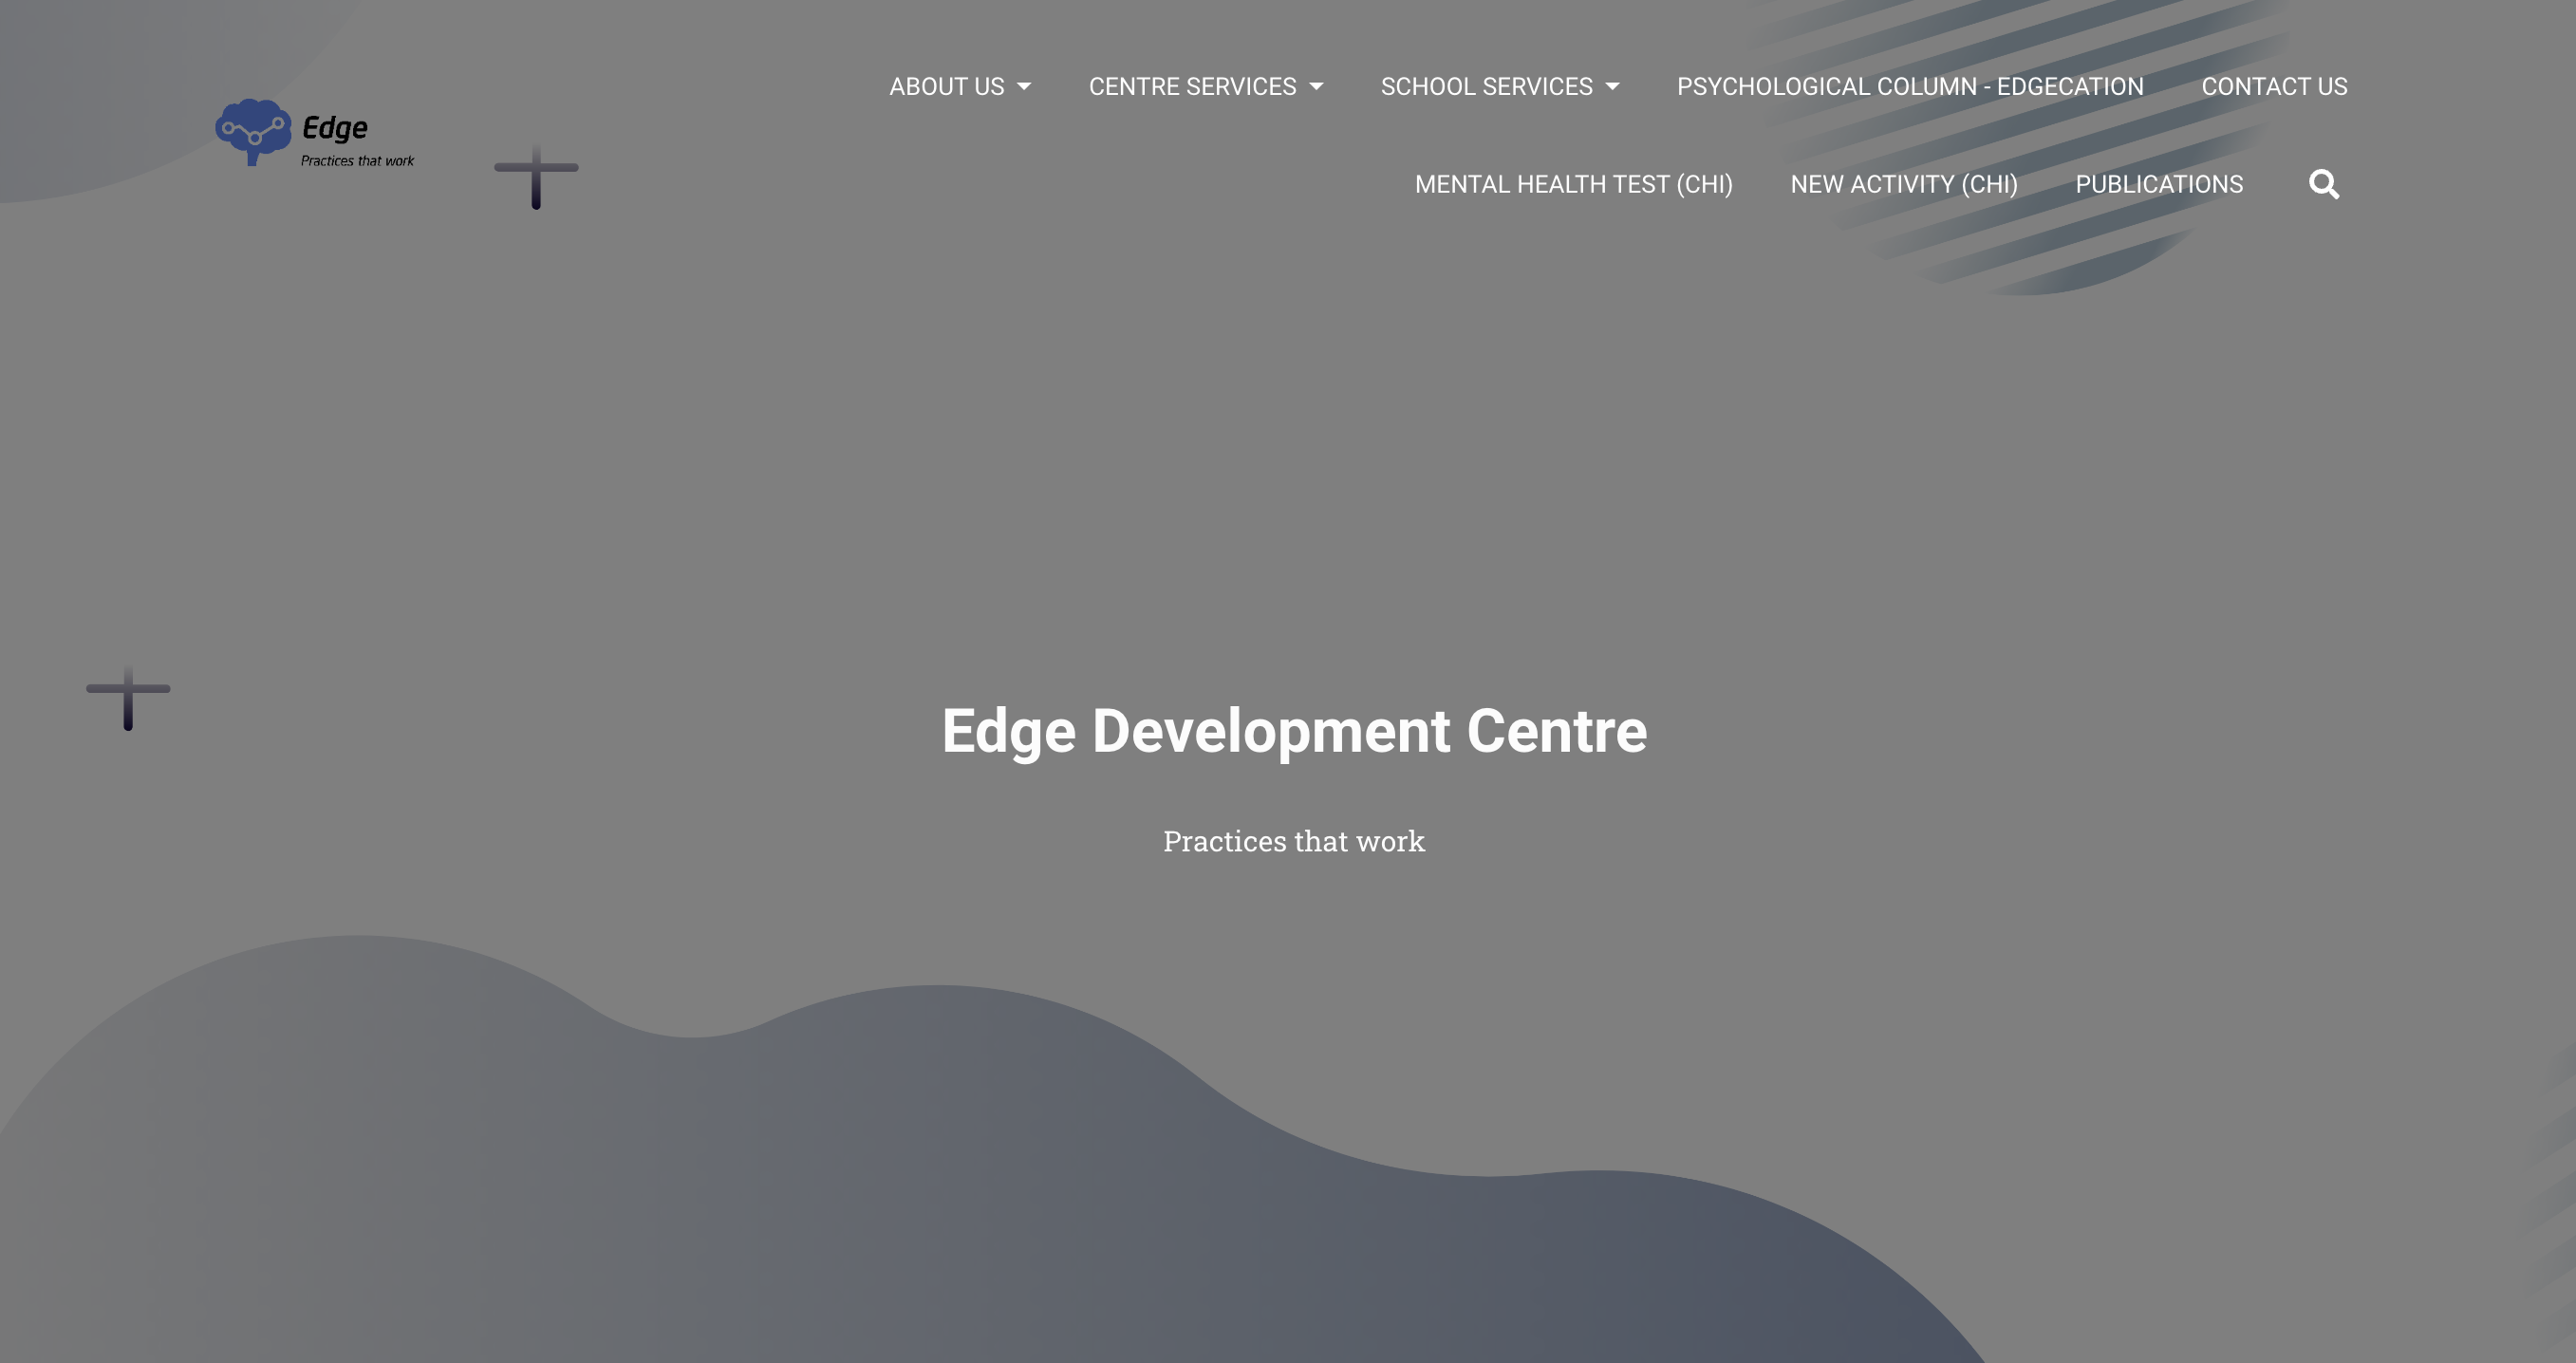 ABOUT US
CENTRE SERVICES
SCHOOL SERVICES
PSYCHOLOGICAL COLUMN - EDGECATION
CONTACT US
Edge
Practices that work
MENTAL HEALTH TEST (CHI)
NEW ACTIVITY (CHI)
PUBLICATIONS
Edge Development Centre
Practices that work